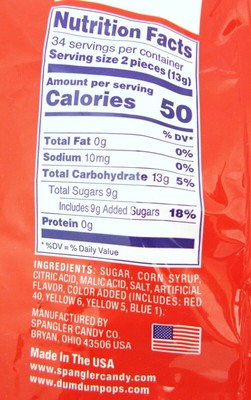 Nutrition Facts
34 servings per container
Serving size 2 pieces (13g)
Amount per serving
Calories 50
% DV*
Total Fat 0g 0%
Sodium 10mg 0%
Total Carbohydrate 13g 5%
Total Sugars 9g
Includes 9g Added Sugars 18%
Protein 0g
*%DV = % Daily Value
INGREDIENTS: SUGAR, CORN SYRUP,
CITRIC ACID, MALIC ACID, SALT, ARTIFICIAL
FLAVOR, COLOR ADDED (INCLUDES: RED
40, YELLOW 6, YELLOW 5, BLUE 1).
MANUFACTURED BY
SPANGLER CANDY CO.
BRYAN, OHIO 43506 USA
Made In The USA
www.spanglercandy.com
www.dumdumpops.com